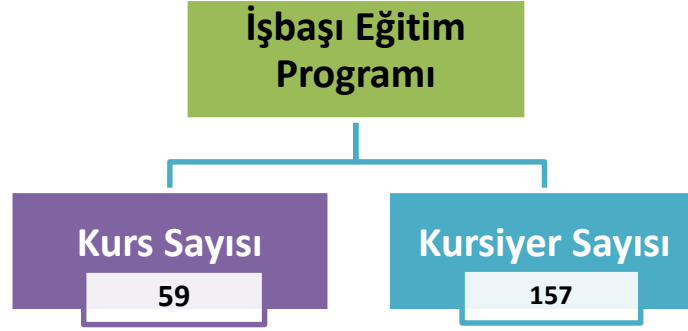 İşbaşı Eğitim
Programı
Kurs Sayısı
59
Kursiyer Sayısı
157